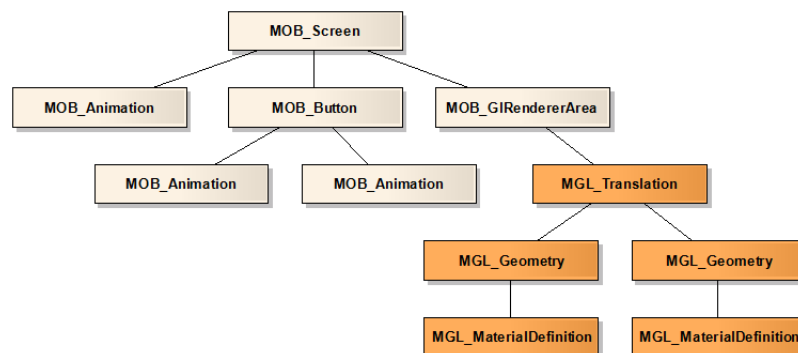 MOB_Screen
MOB_Animation
MOB_Button
MOB_GlRendererArea
MOB_Animation
MOB_Animation
MGL_Translation
MGL_Geometry
MGL_Geometry
MGL_MaterialDefinition
MGL_MaterialDefinition